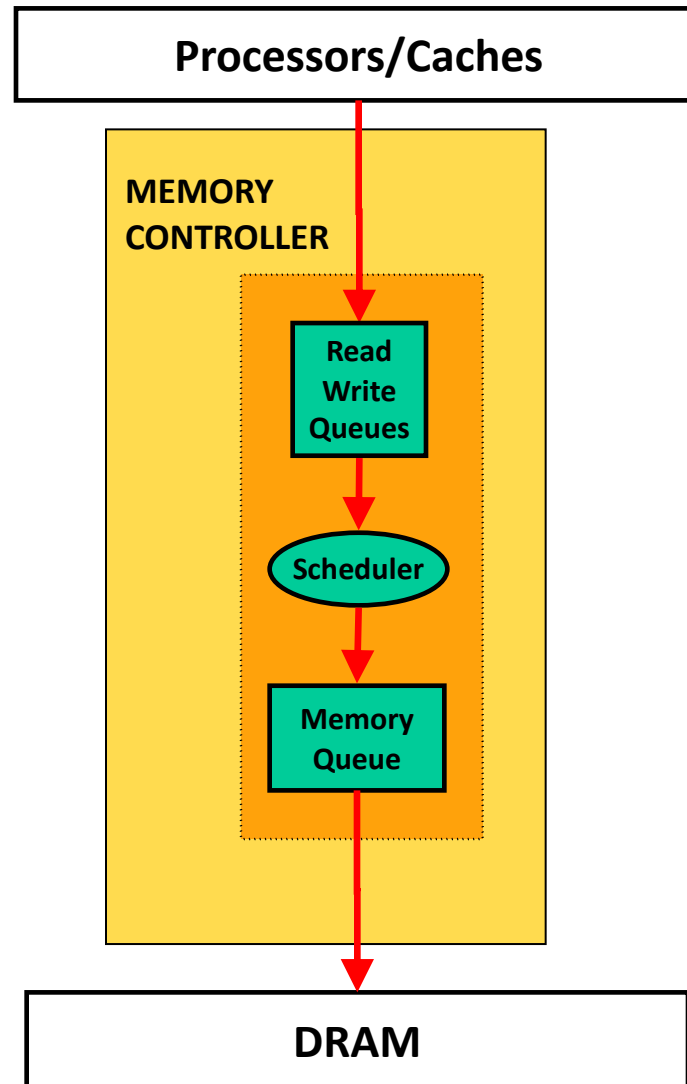 Processors/Caches
MEMORY
CONTROLLER
Read
Write
Queues
Scheduler
Memory
Queue
DRAM